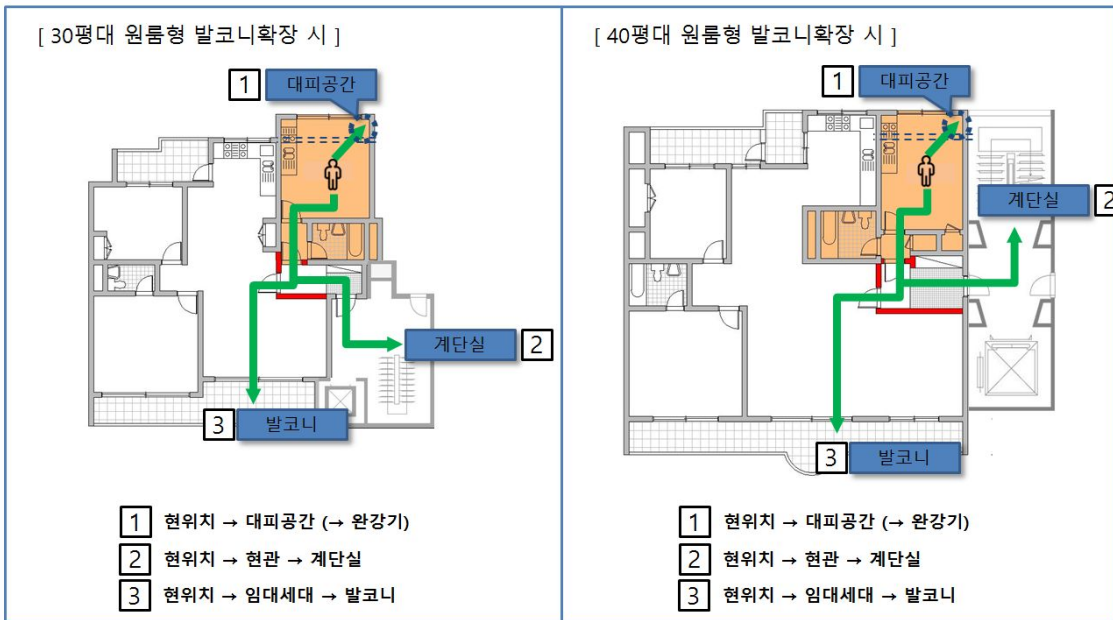 [ 30평대 원룸형 발코니확장 시 ]
1 대피공간
계단실 2
3 발코니
1 현위치 → 대피공간 (→ 완강기)
2 현위치 → 현관 → 계단실
3 현위치 → 임대세대 → 발코니
[ 40평대 원룸형 발코니확장 시 ]
1 대피공간
계단실 2
3 발코니
1 현위치 → 대피공간 (→ 완강기)
2 현위치 → 현관 → 계단실
3 현위치 → 임대세대 → 발코니